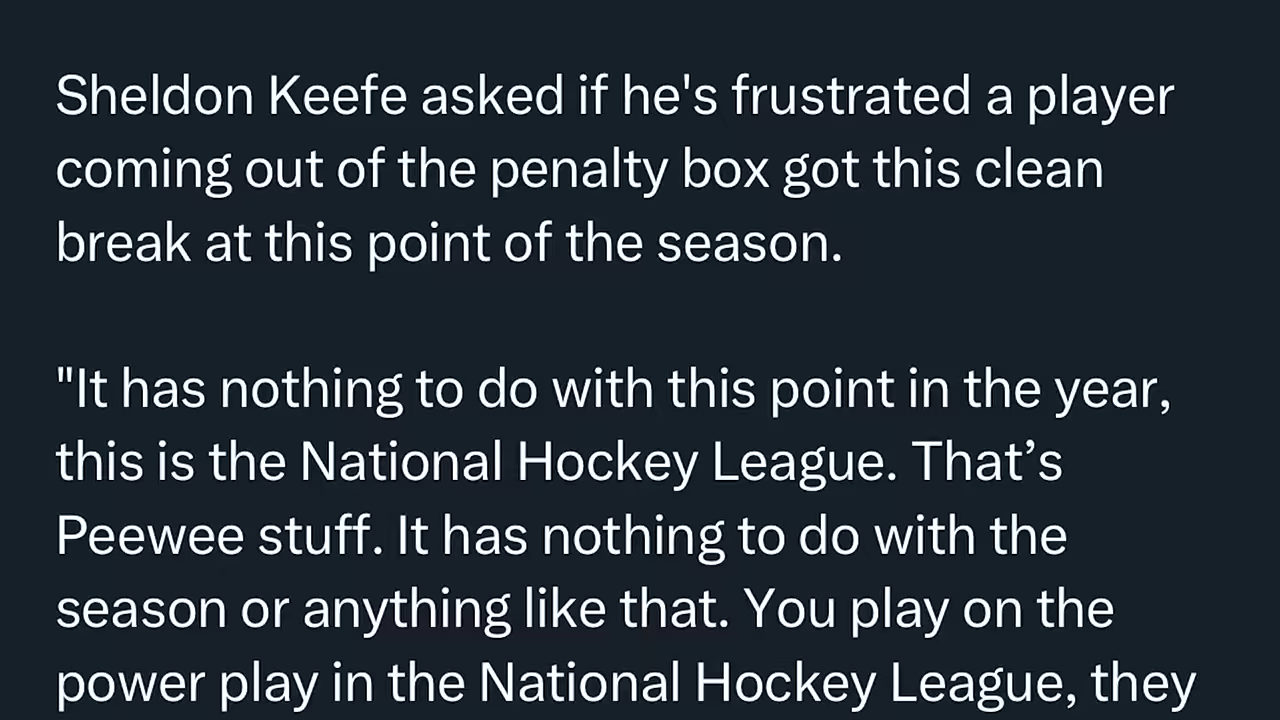 Sheldon Keefe asked if he's frustrated a player
coming out of the penalty box got this clean
break at this point of the season.
"It has nothing to do with this point in the year,
this is the National Hockey League. That’s
Peewee stuff. It has nothing to do with the
season or anything like that. You play on the
power play in the National Hockey League, they